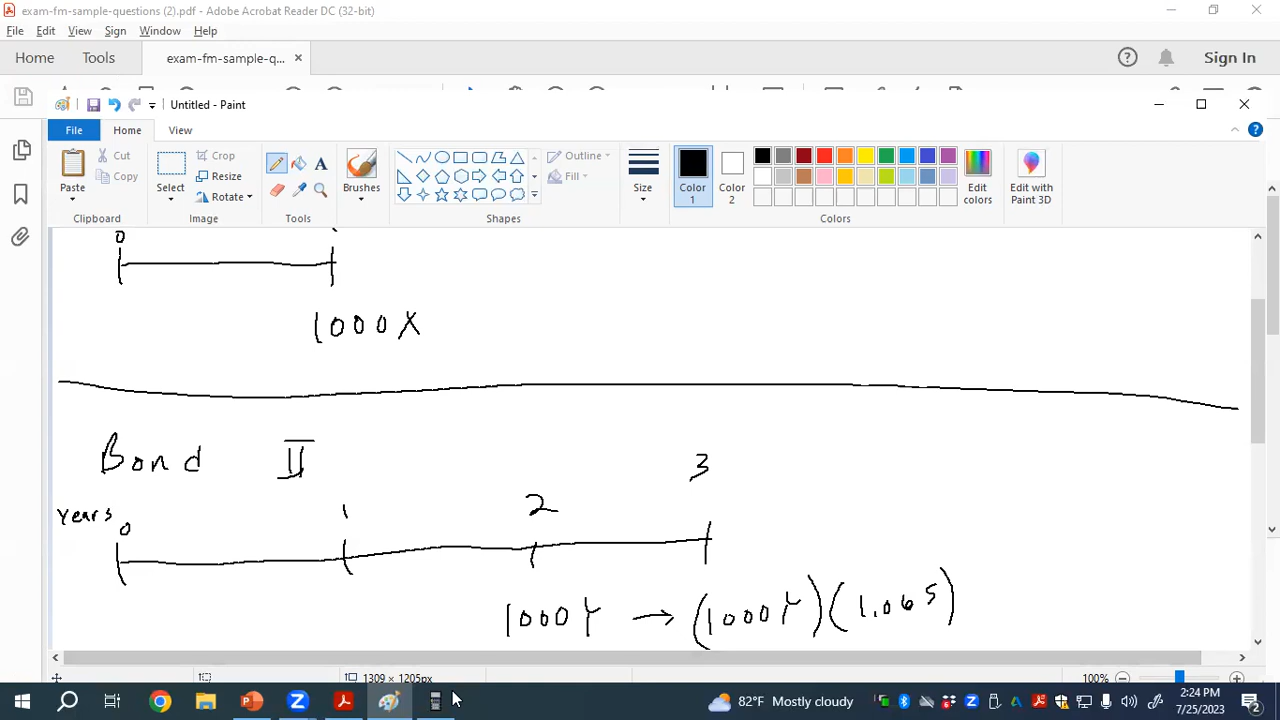 exam-fm-sample-questions (2).pdf - Adobe Acrobat Reader DC (32-bit)
File Edit View Sign Window Help
Home Tools exam-fm-sample-q... × Sign In
Untitled - Paint
File Home View
Paste Cut Copy Select Crop Resize Rotate A Brushes Outline Fill Size Color 1 Color 2 Edit colors Edit with Paint 3D
Clipboard Image Tools Shapes Colors
0
1000X
Bond II
3
Years 0 1 2
1000Y → (1000Y)(1.065)
1309 × 1205px 100%
82°F Mostly cloudy 2:24 PM
7/25/2023 2